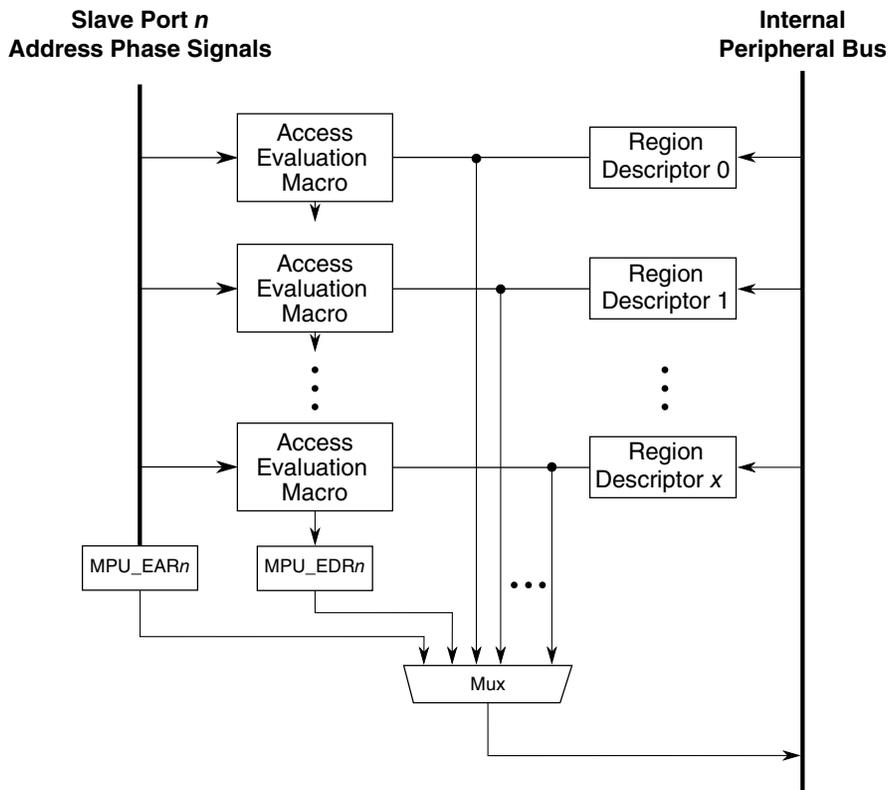 Slave Port n
Address Phase Signals
Internal
Peripheral Bus
Access
Evaluation
Macro
Region
Descriptor 0
Access
Evaluation
Macro
Region
Descriptor 1
Access
Evaluation
Macro
Region
Descriptor x
MPU_EARn
MPU_EDRn
Mux